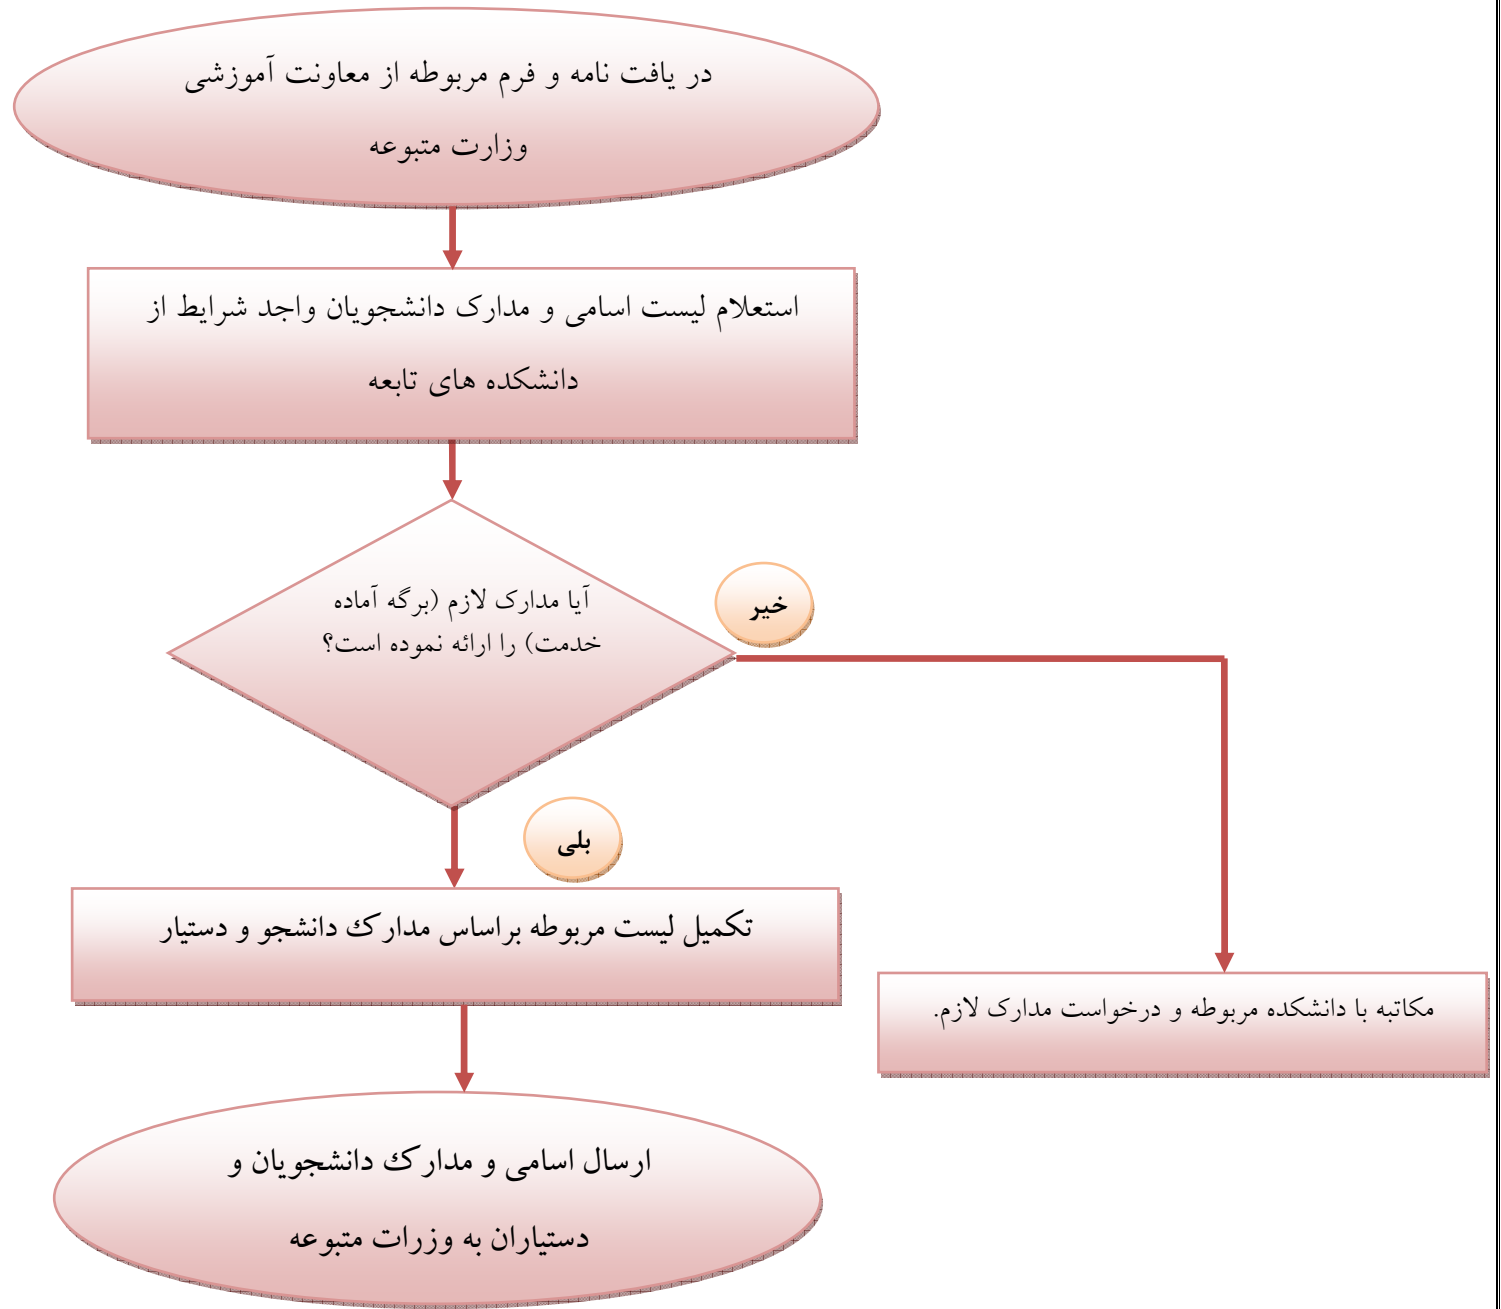 در یافت نامه و فرم مربوطه از معاونت آموزشی
وزارت متبوعه
استعلام لیست اسامی و مدارک دانشجویان واجد شرایط از
دانشکده های تابعه
آیا مدارک لازم (برگه آماده
خدمت) را ارائه نموده است؟
خیر
بلی
تکمیل لیست مربوطه براساس مدارک دانشجو و دستیار
مکاتبه با دانشکده مربوطه و درخواست مدارک لازم.
ارسال اسامی و مدارک دانشجویان و
دستیاران به وزرات متبوعه